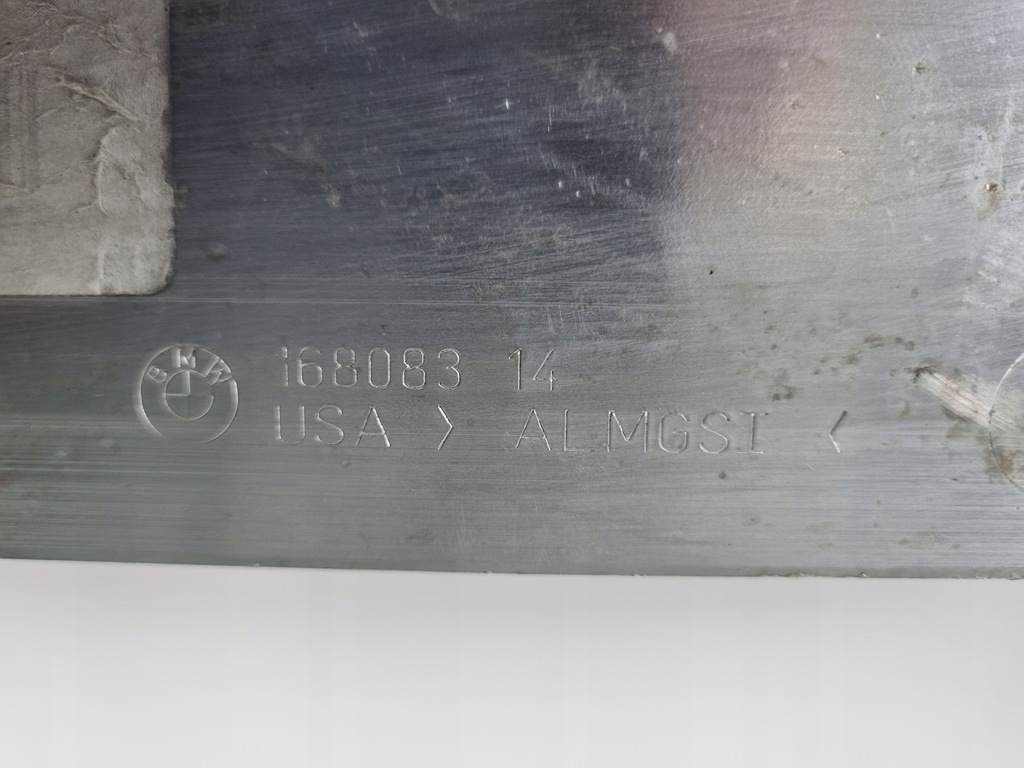 BMW
168083 14
USA > ALMGSI <